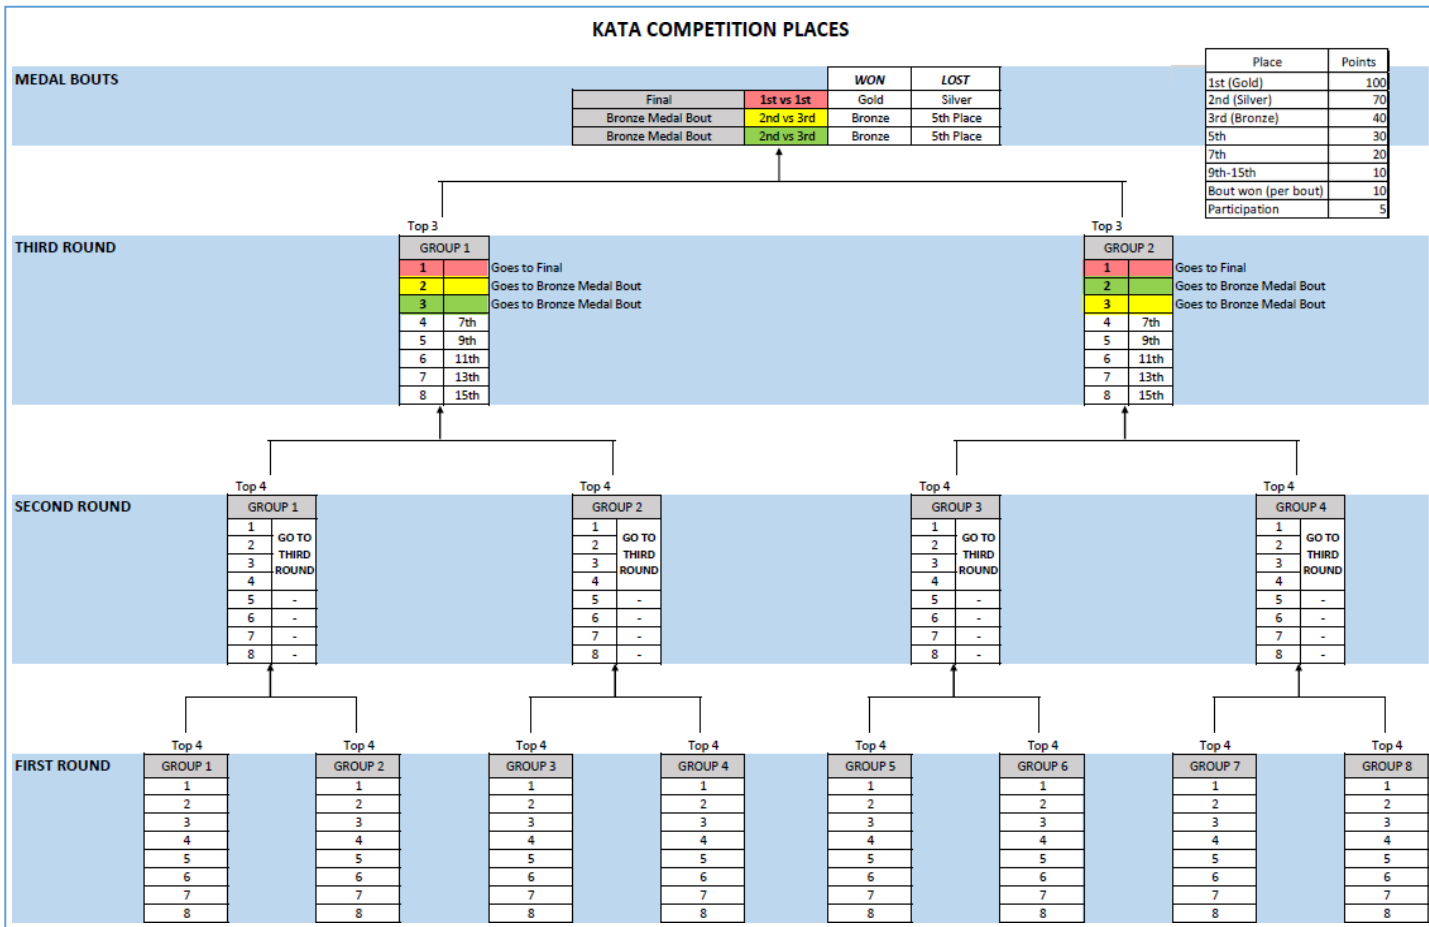 KATA COMPETITION PLACES
Place Points
1st (Gold) 100
2nd (Silver) 70
3rd (Bronze) 40
5th 30
7th 20
9th-15th 10
Bout won (per bout) 10
Participation 5
MEDAL BOUTS
WON LOST
Final 1st vs 1st Gold Silver
Bronze Medal Bout 2nd vs 3rd Bronze 5th Place
Bronze Medal Bout 2nd vs 3rd Bronze 5th Place
THIRD ROUND
Top 3
GROUP 1
1 Goes to Final
2 Goes to Bronze Medal Bout
3 Goes to Bronze Medal Bout
4 7th
5 9th
6 11th
7 13th
8 15th
Top 3
GROUP 2
1 Goes to Final
2 Goes to Bronze Medal Bout
3 Goes to Bronze Medal Bout
4 7th
5 9th
6 11th
7 13th
8 15th
SECOND ROUND
Top 4
GROUP 1
1
2
3
4
GO TO
THIRD
ROUND
5 -
6 -
7 -
8 -
Top 4
GROUP 2
1
2
3
4
GO TO
THIRD
ROUND
5 -
6 -
7 -
8 -
Top 4
GROUP 3
1
2
3
4
GO TO
THIRD
ROUND
5 -
6 -
7 -
8 -
Top 4
GROUP 4
1
2
3
4
GO TO
THIRD
ROUND
5 -
6 -
7 -
8 -
FIRST ROUND
Top 4 Top 4 Top 4 Top 4 Top 4 Top 4 Top 4 Top 4
GROUP 1 GROUP 2 GROUP 3 GROUP 4 GROUP 5 GROUP 6 GROUP 7 GROUP 8
1 1 1 1 1 1 1 1
2 2 2 2 2 2 2 2
3 3 3 3 3 3 3 3
4 4 4 4 4 4 4 4
5 5 5 5 5 5 5 5
6 6 6 6 6 6 6 6
7 7 7 7 7 7 7 7
8 8 8 8 8 8 8 8